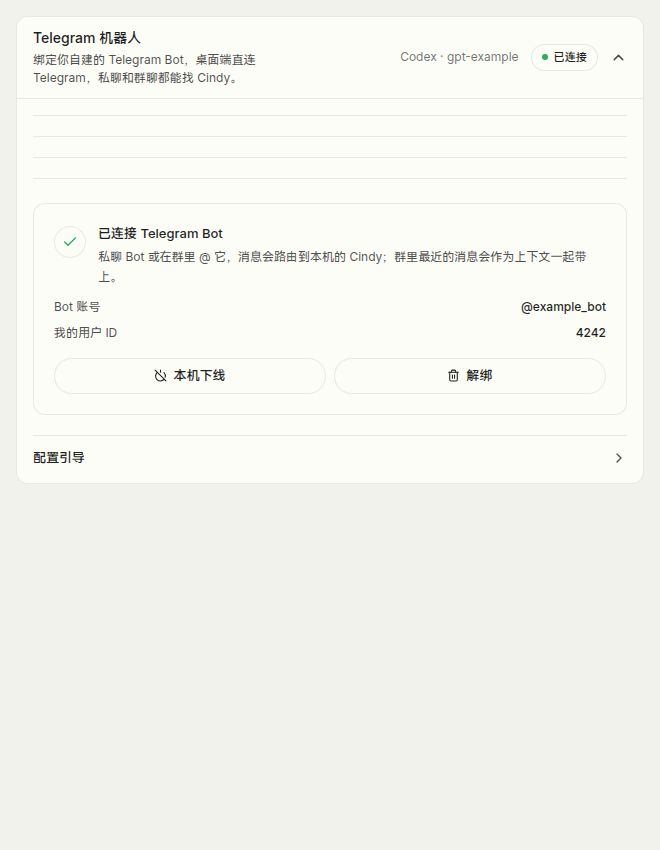 Telegram 机器人
绑定你自建的 Telegram Bot，桌面端直连
Telegram，私聊和群聊都能找 Cindy。
Codex · gpt-example
已连接
已连接 Telegram Bot
私聊 Bot 或在群里 @ 它，消息会路由到本机的 Cindy；群里最近的消息会作为上下文一起带
上。
Bot 账号
@example_bot
我的用户 ID
4242
本机下线
解绑
配置引导